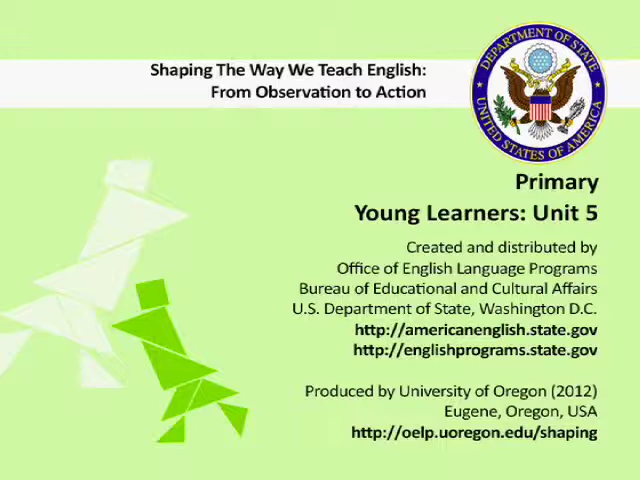 Shaping The Way We Teach English:
From Observation to Action
DEPARTMENT OF STATE
UNITED STATES OF AMERICA
Primary
Young Learners: Unit 5
Created and distributed by
Office of English Language Programs
Bureau of Educational and Cultural Affairs
U.S. Department of State, Washington D.C.
http://americanenglish.state.gov
http://englishprograms.state.gov
Produced by University of Oregon (2012)
Eugene, Oregon, USA
http://oelp.uoregon.edu/shaping